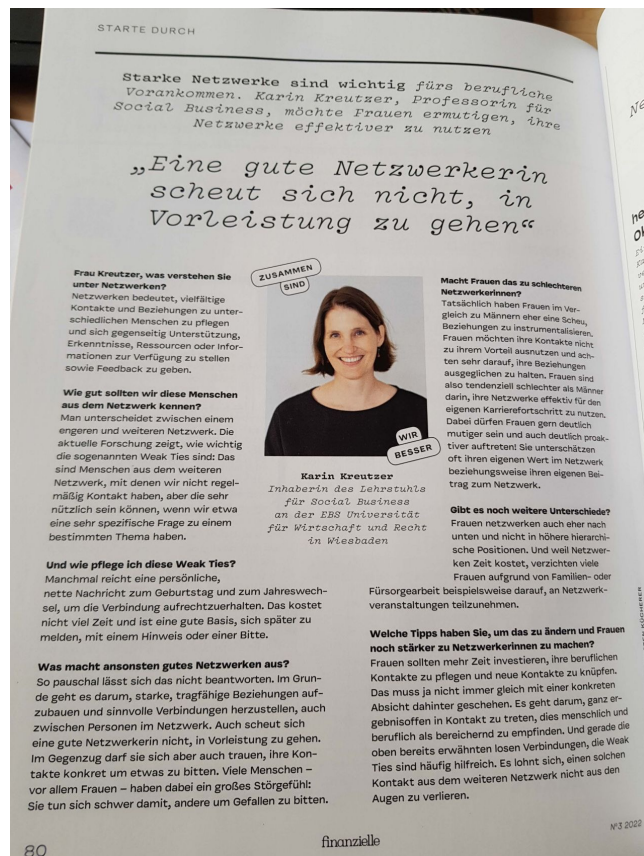 STARTE DURCH
Starke Netzwerke sind wichtig fürs berufliche
Vorankommen. Karin Kreutzer, Professorin für
Social Business, möchte Frauen ermutigen, ihre
Netzwerke effektiver zu nutzen
„Eine gute Netzwerkerin
scheut sich nicht, in
Vorleistung zu gehen“
Frau Kreutzer, was verstehen Sie
unter Netzwerken?
Netzwerken bedeutet, vielfältige
Kontakte und Beziehungen zu unter-
schiedlichen Menschen zu pflegen
und sich gegenseitig Unterstützung,
Erkenntnisse, Ressourcen oder Infor-
mationen zur Verfügung zu stellen
sowie Feedback zu geben.
Wie gut sollten wir diese Menschen
aus dem Netzwerk kennen?
Man unterscheidet zwischen einem
engeren und weiteren Netzwerk. Die
aktuelle Forschung zeigt, wie wichtig
die sogenannten Weak Ties sind: Das
sind Menschen aus dem weiteren
Netzwerk, mit denen wir nicht regel-
mäßig Kontakt haben, aber die sehr
nützlich sein können, wenn wir etwa
eine sehr spezifische Frage zu einem
bestimmten Thema haben.
Und wie pflege ich diese Weak Ties?
Manchmal reicht eine persönliche,
nette Nachricht zum Geburtstag und zum Jahreswech-
sel, um die Verbindung aufrechtzuerhalten. Das kostet
nicht viel Zeit und ist eine gute Basis, sich später zu
melden, mit einem Hinweis oder einer Bitte.
Was macht ansonsten gutes Netzwerken aus?
So pauschal lässt sich das nicht beantworten. Im Grun-
de geht es darum, starke, tragfähige Beziehungen auf-
zubauen und sinnvolle Verbindungen herzustellen, auch
zwischen Personen im Netzwerk. Auch scheut sich
eine gute Netzwerkerin nicht, in Vorleistung zu gehen.
Im Gegenzug darf sie sich aber auch trauen, ihre Kon-
takte konkret um etwas zu bitten. Viele Menschen –
vor allem Frauen – haben dabei ein großes Störgefühl:
Sie tun sich schwer damit, andere um Gefallen zu bitten.
ZUSAMMEN
SIND
WIR
BESSER
Karin Kreutzer
Inhaberin des Lehrstuhls
für Social Business
an der EBS Universität
für Wirtschaft und Recht
in Wiesbaden
Macht Frauen das zu schlechteren
Netzwerkerinnen?
Tatsächlich haben Frauen im Ver-
gleich zu Männern eher eine Scheu,
Beziehungen zu instrumentalisieren.
Frauen möchten ihre Kontakte nicht
zu ihrem Vorteil ausnutzen und ach-
ten sehr darauf, ihre Beziehungen
ausgeglichen zu halten. Frauen sind
also tendenziell schlechter als Männer
darin, ihre Netzwerke effektiv für den
eigenen Karrierefortschritt zu nutzen.
Dabei dürfen Frauen gern deutlich
mutiger sein und auch deutlich proak-
tiver auftreten! Sie unterschätzen
oft ihren eigenen Wert im Netzwerk
beziehungsweise ihren eigenen Bei-
trag zum Netzwerk.
Gibt es noch weitere Unterschiede?
Frauen netzwerken auch eher nach
unten und nicht in höhere hierarchi-
sche Positionen. Und weil Netzwer-
ken Zeit kostet, verzichten viele
Frauen aufgrund von Familien- oder
Fürsorgearbeit beispielsweise darauf, an Netzwerk-
veranstaltungen teilzunehmen.
Welche Tipps haben Sie, um das zu ändern und Frauen
noch stärker zu Netzwerkerinnen zu machen?
Frauen sollten mehr Zeit investieren, ihre beruflichen
Kontakte zu pflegen und neue Kontakte zu knüpfen.
Das muss ja nicht immer gleich mit einer konkreten
Absicht dahinter geschehen. Es geht darum, ganz er-
gebnisoffen in Kontakt zu treten, dies menschlich und
beruflich als bereichernd zu empfinden. Und gerade die
oben bereits erwähnten losen Verbindungen, die Weak
Ties sind häufig hilfreich. Es lohnt sich, einen solchen
Kontakt aus dem weiteren Netzwerk nicht aus den
Augen zu verlieren.
80
finanzielle
N°3 2022